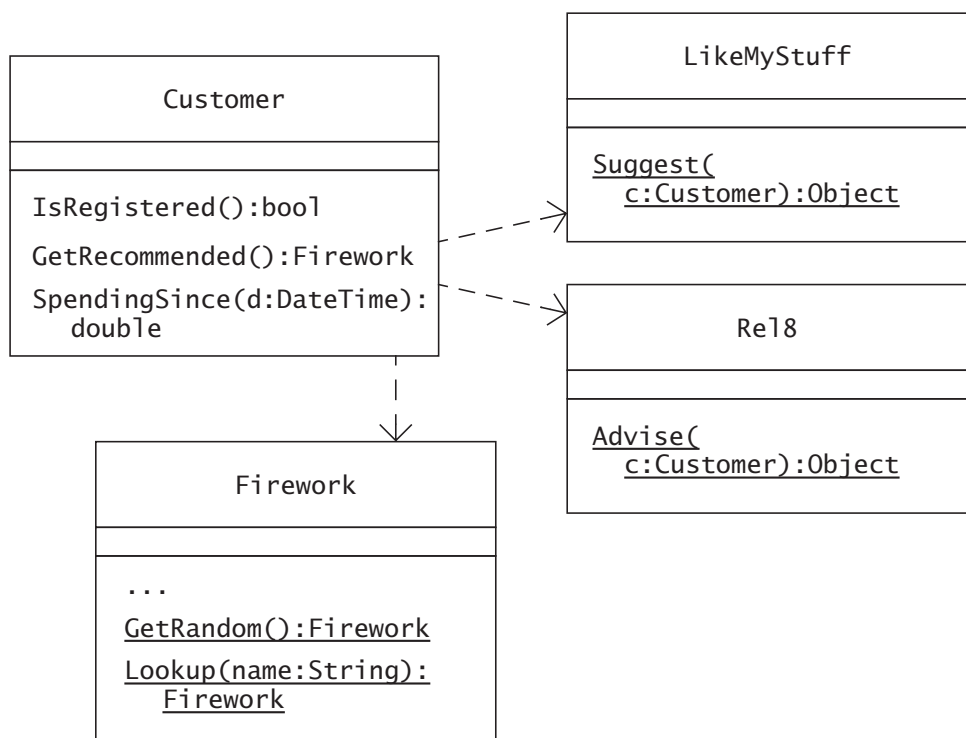 Customer
IsRegistered():bool
GetRecommended():Firework
SpendingSince(d:DateTime):
double
LikeMyStuff
Suggest(
c:Customer):Object
Rel8
Advise(
c:Customer):Object
Firework
...
GetRandom():Firework
Lookup(name:String):
Firework